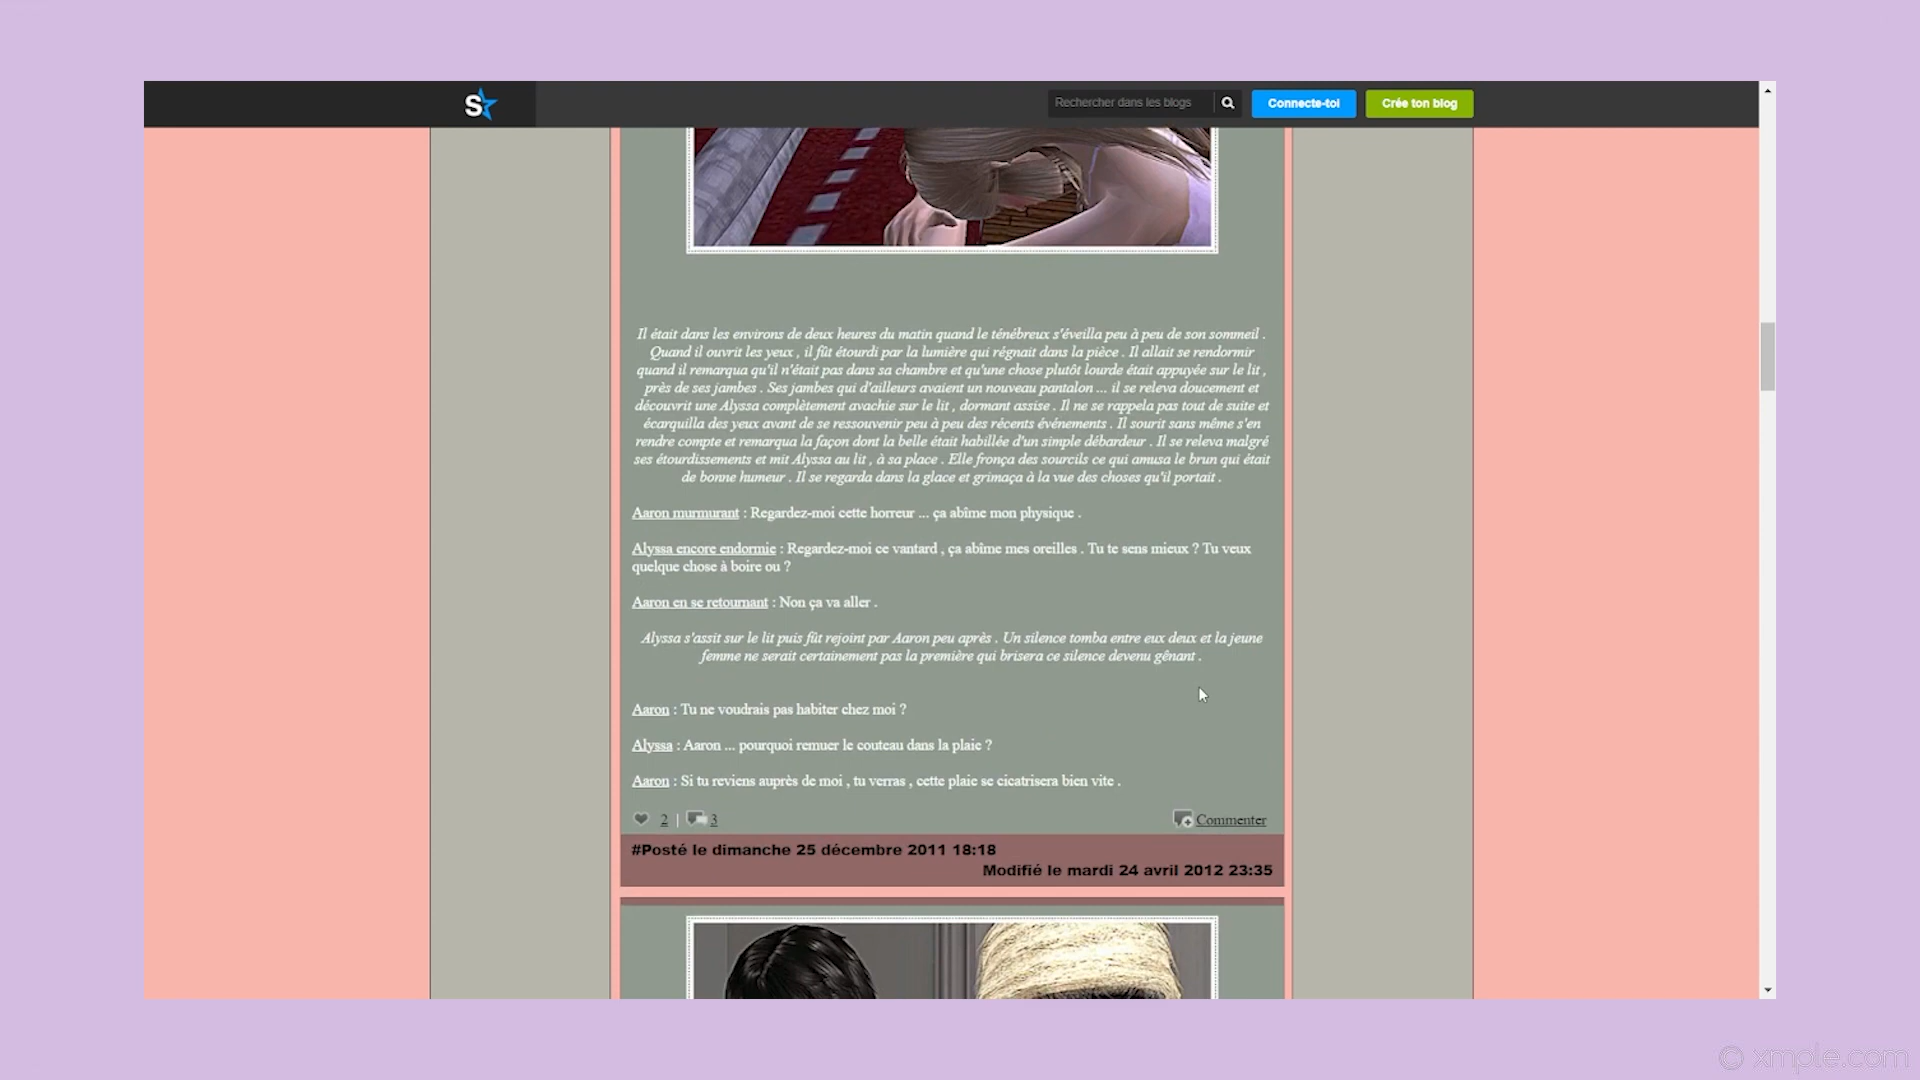 S
Rechercher dans les blogs
Connecte-toi
Crée ton blog
Il était dans les environs de deux heures du matin quand le ténébreux s'éveilla peu à peu de son sommeil .
Quand il ouvrit les yeux , il fût étourdi par la lumière qui régnait dans la pièce . Il allait se rendormir
quand il remarqua qu'il n'était pas dans sa chambre et qu'une chose plutôt lourde était appuyée sur le lit ,
près de ses jambes . Ses jambes qui d'ailleurs avaient un nouveau pantalon ... il se releva doucement et
découvrit une Alyssa complètement avachie sur le lit , dormant assise . Il ne se rappela pas tout de suite et
écarquilla des yeux avant de se ressouvenir peu à peu des récents événements . Il sourit sans même s'en
rendre compte et remarqua la façon dont la belle était habillée d'un simple débardeur . Il se releva malgré
ses étourdissements et mit Alyssa au lit , à sa place . Elle fronça des sourcils ce qui amusa le brun qui était
de bonne humeur . Il se regarda dans la glace et grimaça à la vue des choses qu'il portait .
Aaron murmurant : Regardez-moi cette horreur ... ça abîme mon physique .
Alyssa encore endormie : Regardez-moi ce vantard , ça abîme mes oreilles . Tu te sens mieux ? Tu veux
quelque chose à boire ou ?
Aaron en se retournant : Non ça va aller .
Alyssa s'assit sur le lit puis fût rejoint par Aaron peu après . Un silence tomba entre eux deux et la jeune
femme ne serait certainement pas la première qui brisera ce silence devenu gênant .
Aaron : Tu ne voudrais pas habiter chez moi ?
Alyssa : Aaron ... pourquoi remuer le couteau dans la plaie ?
Aaron : Si tu reviens auprès de moi , tu verras , cette plaie se cicatrisera bien vite .
2 | 3
Commenter
#Posté le dimanche 25 décembre 2011 18:18
Modifié le mardi 24 avril 2012 23:35
© xmple.com